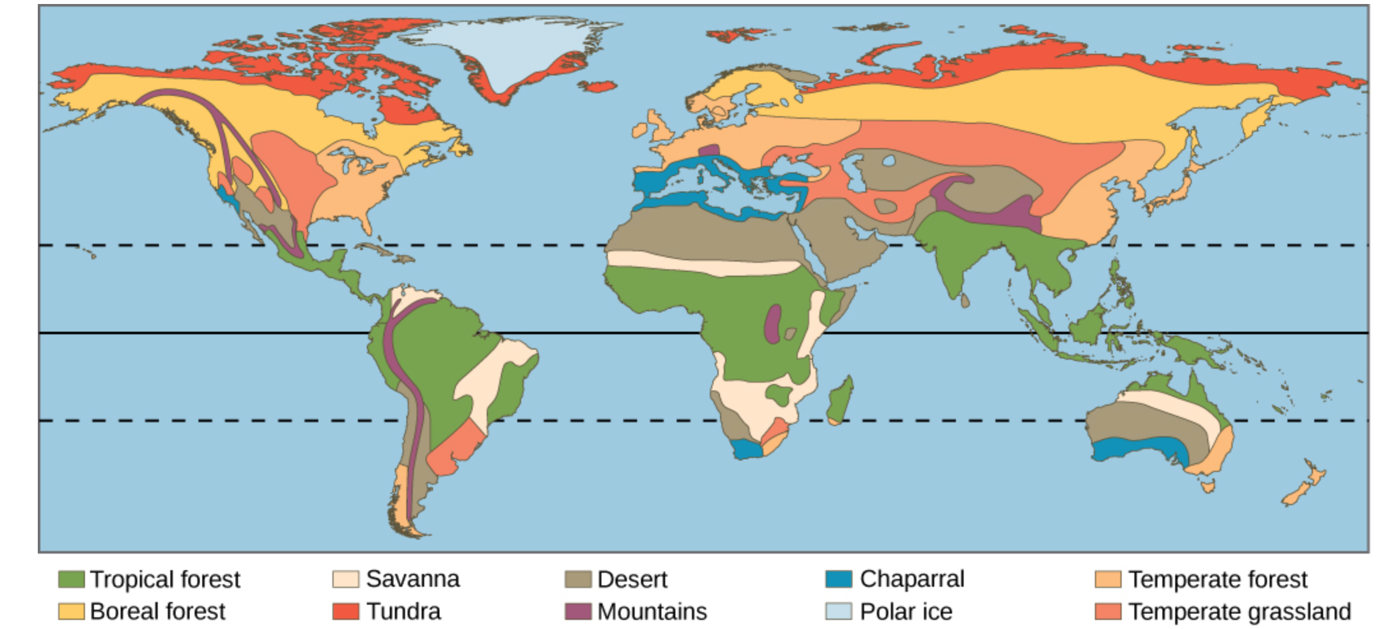 Tropical forest Savanna Desert Chaparral Temperate forest
Boreal forest Tundra Mountains Polar ice Temperate grassland